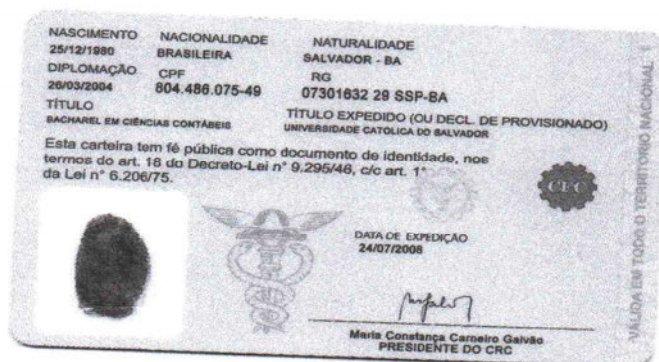 NASCIMENTO NACIONALIDADE NATURALIDADE
25/12/1980 BRASILEIRA SALVADOR - BA
DIPLOMAÇÃO CPF RG
26/03/2004 804.486.075-49 07301632 29 SSP-BA
TÍTULO TÍTULO EXPEDIDO (OU DECL. DE PROVISIONADO)
BACHAREL EM CIÊNCIAS CONTÁBEIS UNIVERSIDADE CATOLICA DO SALVADOR
Esta carteira tem fé pública como documento de identidade, nos
termos do art. 18 do Decreto-Lei n° 9.295/46, c/c art. 1°
da Lei n° 6.206/75.
CFC
DATA DE EXPEDIÇÃO
24/07/2008
Maria Constança Carneiro Galvão
PRESIDENTE DO CRC
VÁLIDA EM TODO O TERRITÓRIO NACIONAL